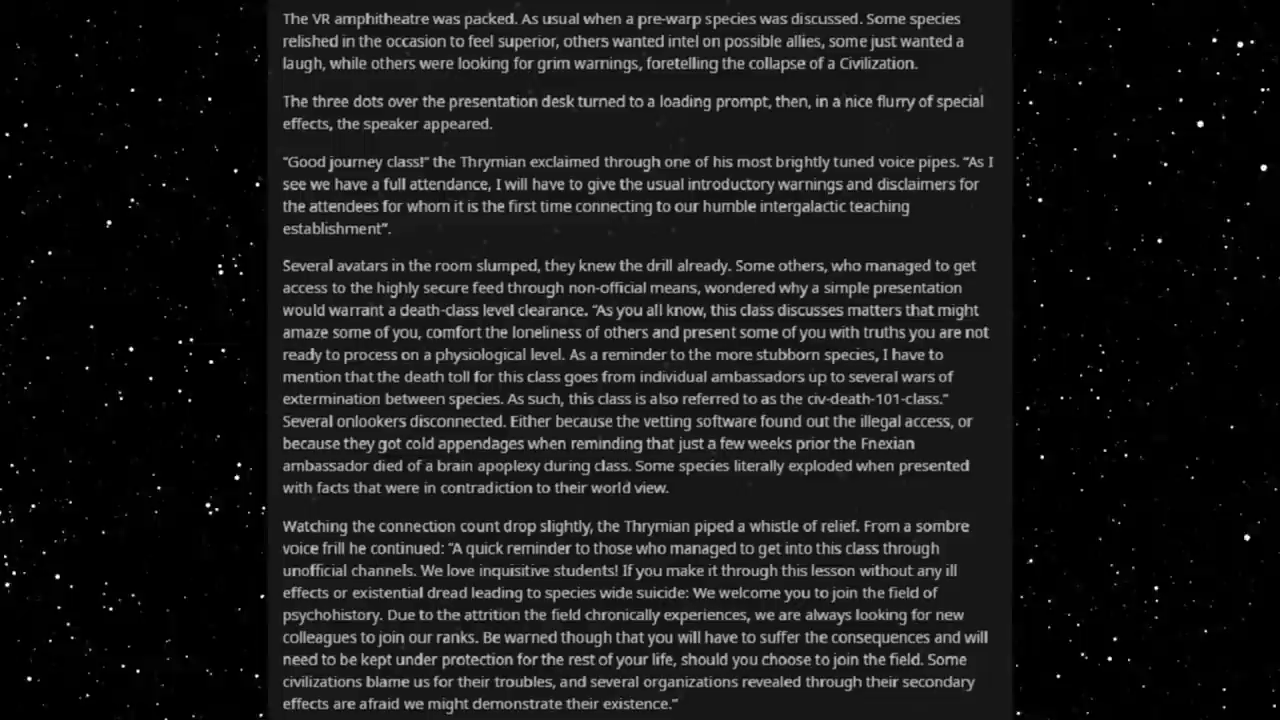 The VR amphitheatre was packed. As usual when a pre-warp species was discussed. Some species
relished in the occasion to feel superior, others wanted intel on possible allies, some just wanted a
laugh, while others were looking for grim warnings, foretelling the collapse of a Civilization.
The three dots over the presentation desk turned to a loading prompt, then, in a nice flurry of special
effects, the speaker appeared.
"Good journey class!" the Thrymian exclaimed through one of his most brightly tuned voice pipes. "As I
see we have a full attendance, I will have to give the usual introductory warnings and disclaimers for
the attendees for whom it is the first time connecting to our humble intergalactic teaching
establishment".
Several avatars in the room slumped, they knew the drill already. Some others, who managed to get
access to the highly secure feed through non-official means, wondered why a simple presentation
would warrant a death-class level clearance. "As you all know, this class discusses matters that might
amaze some of you, comfort the loneliness of others and present some of you with truths you are not
ready to process on a physiological level. As a reminder to the more stubborn species, I have to
mention that the death toll for this class goes from individual ambassadors up to several wars of
extermination between species. As such, this class is also referred to as the civ-death-101-class."
Several onlookers disconnected. Either because the vetting software found out the illegal access, or
because they got cold appendages when reminding that just a few weeks prior the Fnexian
ambassador died of a brain apoplexy during class. Some species literally exploded when presented
with facts that were in contradiction to their world view.
Watching the connection count drop slightly, the Thrymian piped a whistle of relief. From a sombre
voice frill he continued: "A quick reminder to those who managed to get into this class through
unofficial channels. We love inquisitive students! If you make it through this lesson without any ill
effects or existential dread leading to species wide suicide: We welcome you to join the field of
psychohistory. Due to the attrition the field chronically experiences, we are always looking for new
colleagues to join our ranks. Be warned though that you will have to suffer the consequences and will
need to be kept under protection for the rest of your life, should you choose to join the field. Some
civilizations blame us for their troubles, and several organizations revealed through their secondary
effects are afraid we might demonstrate their existence."